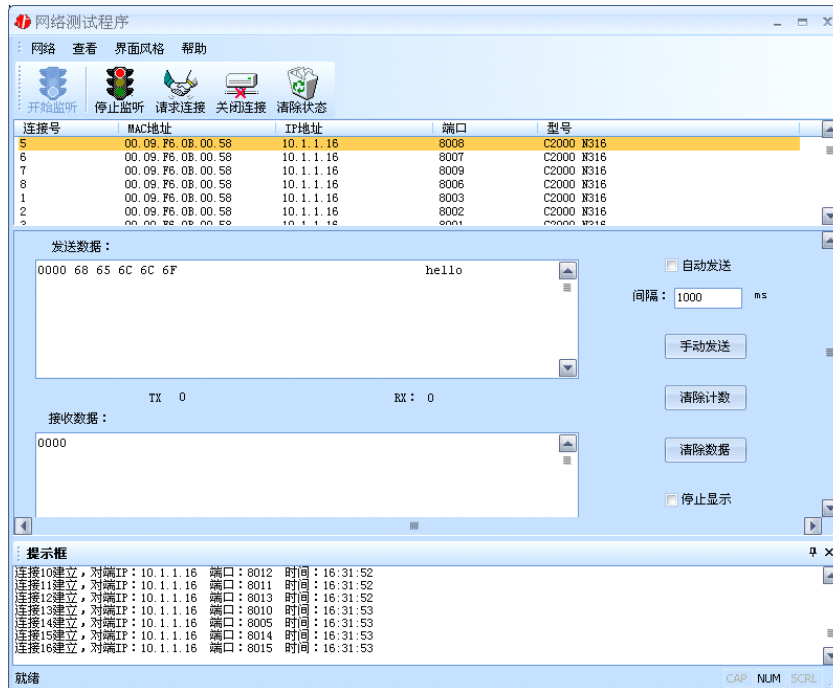 网络测试程序
网络 查看 界面风格 帮助
开始监听 停止监听 请求连接 关闭连接 清除状态
连接号 MAC地址 IP地址 端口 型号
5 00.09.F6.0B.00.58 10.1.1.16 8008 C2000 N316
6 00.09.F6.0B.00.58 10.1.1.16 8007 C2000 N316
7 00.09.F6.0B.00.58 10.1.1.16 8009 C2000 N316
8 00.09.F6.0B.00.58 10.1.1.16 8006 C2000 N316
1 00.09.F6.0B.00.58 10.1.1.16 8003 C2000 N316
2 00.09.F6.0B.00.58 10.1.1.16 8002 C2000 N316
3 00.09.F6.0B.00.58 10.1.1.16 8001 C2000 N316
发送数据：
0000 68 65 6C 6C 6F hello
自动发送
间隔： 1000 ms
手动发送
TX 0 RX： 0
清除计数
接收数据：
0000
清除数据
停止显示
提示框
连接10建立，对端IP：10.1.1.16 端口：8012 时间：16:31:52
连接11建立，对端IP：10.1.1.16 端口：8011 时间：16:31:52
连接12建立，对端IP：10.1.1.16 端口：8013 时间：16:31:52
连接13建立，对端IP：10.1.1.16 端口：8010 时间：16:31:53
连接14建立，对端IP：10.1.1.16 端口：8005 时间：16:31:53
连接15建立，对端IP：10.1.1.16 端口：8014 时间：16:31:53
连接16建立，对端IP：10.1.1.16 端口：8015 时间：16:31:53
就绪 CAP NUM SCRL